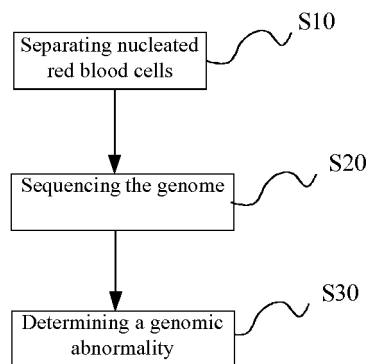 S10
Separating nucleated
red blood cells
S20
Sequencing the genome
S30
Determining a genomic
abnormality